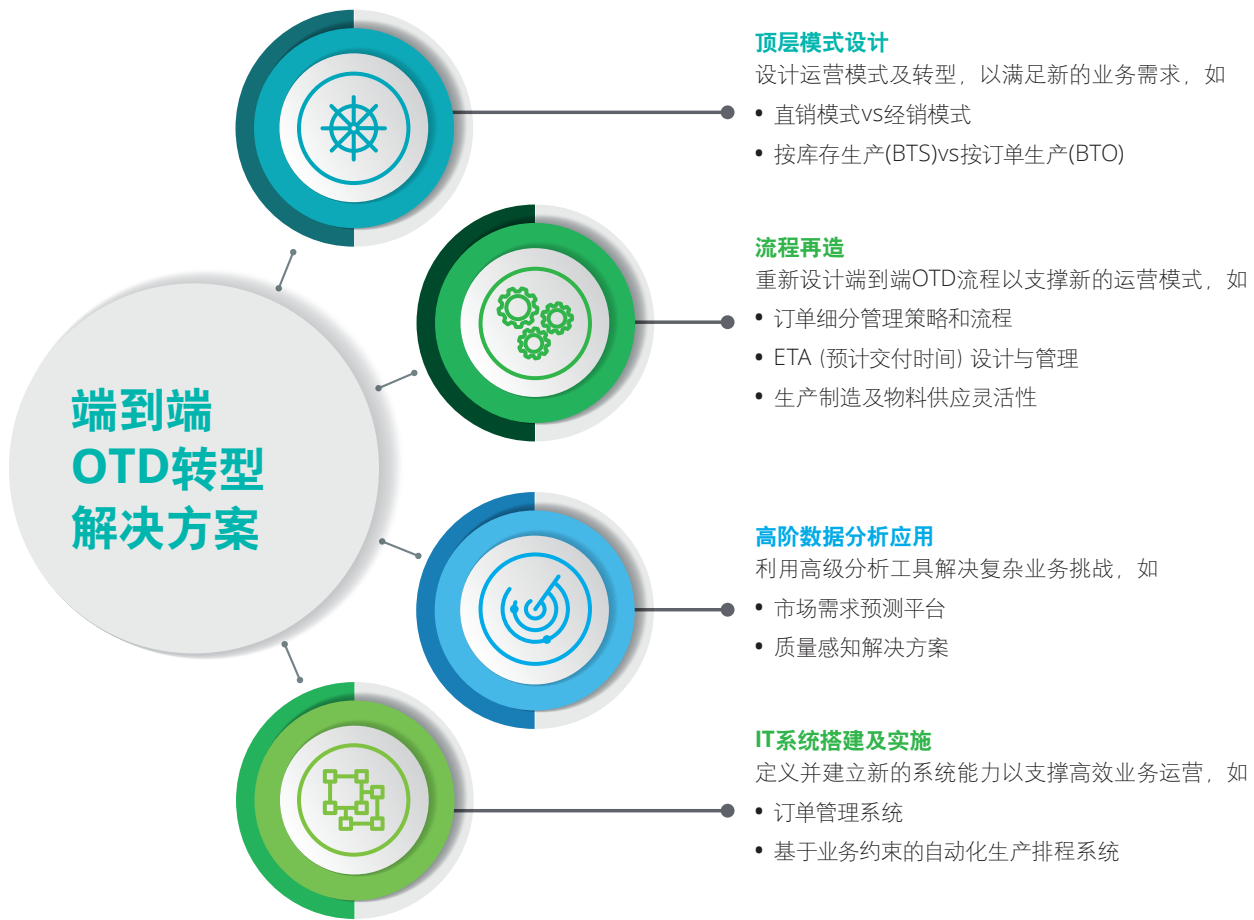 端到端
OTD转型
解决方案
顶层模式设计
设计运营模式及转型，以满足新的业务需求，如
• 直销模式vs经销模式
• 按库存生产(BTS)vs按订单生产(BTO)
流程再造
重新设计端到端OTD流程以支撑新的运营模式，如
• 订单细分管理策略和流程
• ETA (预计交付时间) 设计与管理
• 生产制造及物料供应灵活性
高阶数据分析应用
利用高级分析工具解决复杂业务挑战，如
• 市场需求预测平台
• 质量感知解决方案
IT系统搭建及实施
定义并建立新的系统能力以支撑高效业务运营，如
• 订单管理系统
• 基于业务约束的自动化生产排程系统